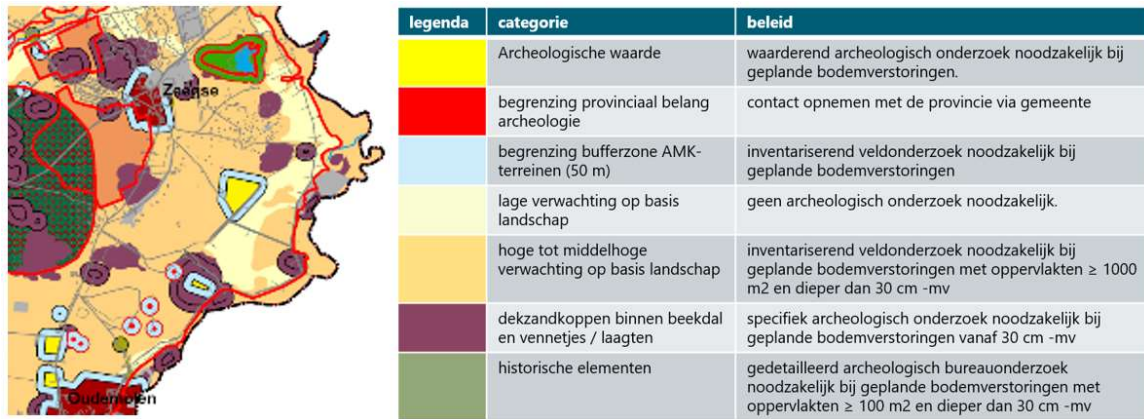 Zeegse
Oudemolen
legenda categorie beleid
Archeologische waarde waarderend archeologisch onderzoek noodzakelijk bij
geplande bodemverstoringen.
begrenzing provinciaal belang contact opnemen met de provincie via gemeente
archeologie
begrenzing bufferzone AMK- inventariserend veldonderzoek noodzakelijk bij
terreinen (50 m) geplande bodemverstoringen
lage verwachting op basis geen archeologisch onderzoek noodzakelijk.
landschap
hoge tot middelhoge inventariserend veldonderzoek noodzakelijk bij
verwachting op basis landschap geplande bodemverstoringen met oppervlakten ≥ 1000
m2 en dieper dan 30 cm -mv
dekzandkoppen binnen beekdal specifiek archeologisch onderzoek noodzakelijk bij
en vennetjes / laagten geplande bodemverstoringen vanaf 30 cm -mv
historische elementen gedetailleerd archeologisch bureauonderzoek
noodzakelijk bij geplande bodemverstoringen met
oppervlakten ≥ 100 m2 en dieper dan 30 cm -mv